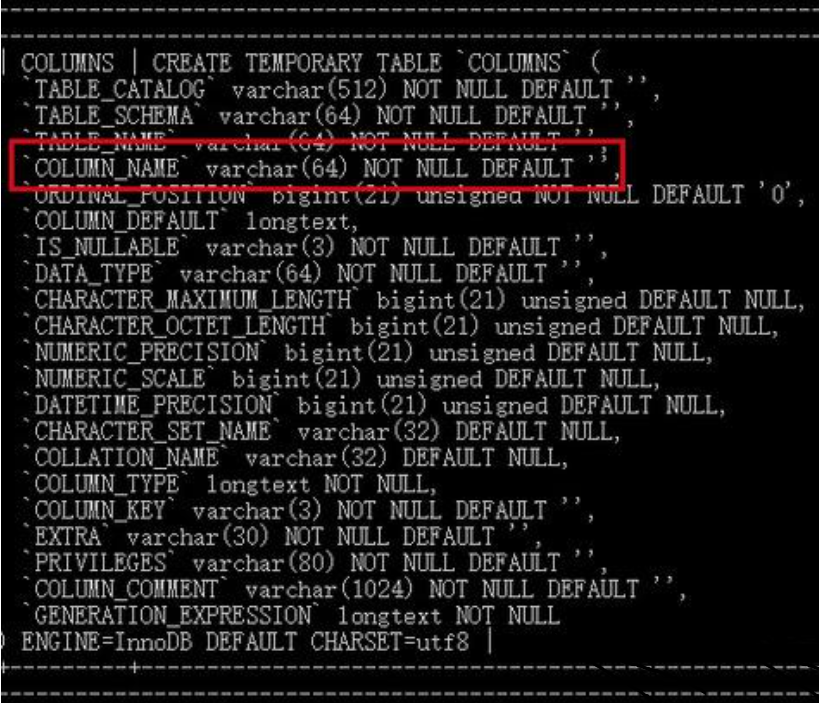 | COLUMNS | CREATE TEMPORARY TABLE `COLUMNS` (
`TABLE_CATALOG` varchar(512) NOT NULL DEFAULT '',
`TABLE_SCHEMA` varchar(64) NOT NULL DEFAULT '',
`TABLE_NAME` varchar(64) NOT NULL DEFAULT '',
`COLUMN_NAME` varchar(64) NOT NULL DEFAULT '',
`ORDINAL_POSITION` bigint(21) unsigned NOT NULL DEFAULT '0',
`COLUMN_DEFAULT` longtext,
`IS_NULLABLE` varchar(3) NOT NULL DEFAULT '',
`DATA_TYPE` varchar(64) NOT NULL DEFAULT '',
`CHARACTER_MAXIMUM_LENGTH` bigint(21) unsigned DEFAULT NULL,
`CHARACTER_OCTET_LENGTH` bigint(21) unsigned DEFAULT NULL,
`NUMERIC_PRECISION` bigint(21) unsigned DEFAULT NULL,
`NUMERIC_SCALE` bigint(21) unsigned DEFAULT NULL,
`DATETIME_PRECISION` bigint(21) unsigned DEFAULT NULL,
`CHARACTER_SET_NAME` varchar(32) DEFAULT NULL,
`COLLATION_NAME` varchar(32) DEFAULT NULL,
`COLUMN_TYPE` longtext NOT NULL,
`COLUMN_KEY` varchar(3) NOT NULL DEFAULT '',
`EXTRA` varchar(30) NOT NULL DEFAULT '',
`PRIVILEGES` varchar(80) NOT NULL DEFAULT '',
`COLUMN_COMMENT` varchar(1024) NOT NULL DEFAULT '',
`GENERATION_EXPRESSION` longtext NOT NULL
) ENGINE=InnoDB DEFAULT CHARSET=utf8 |